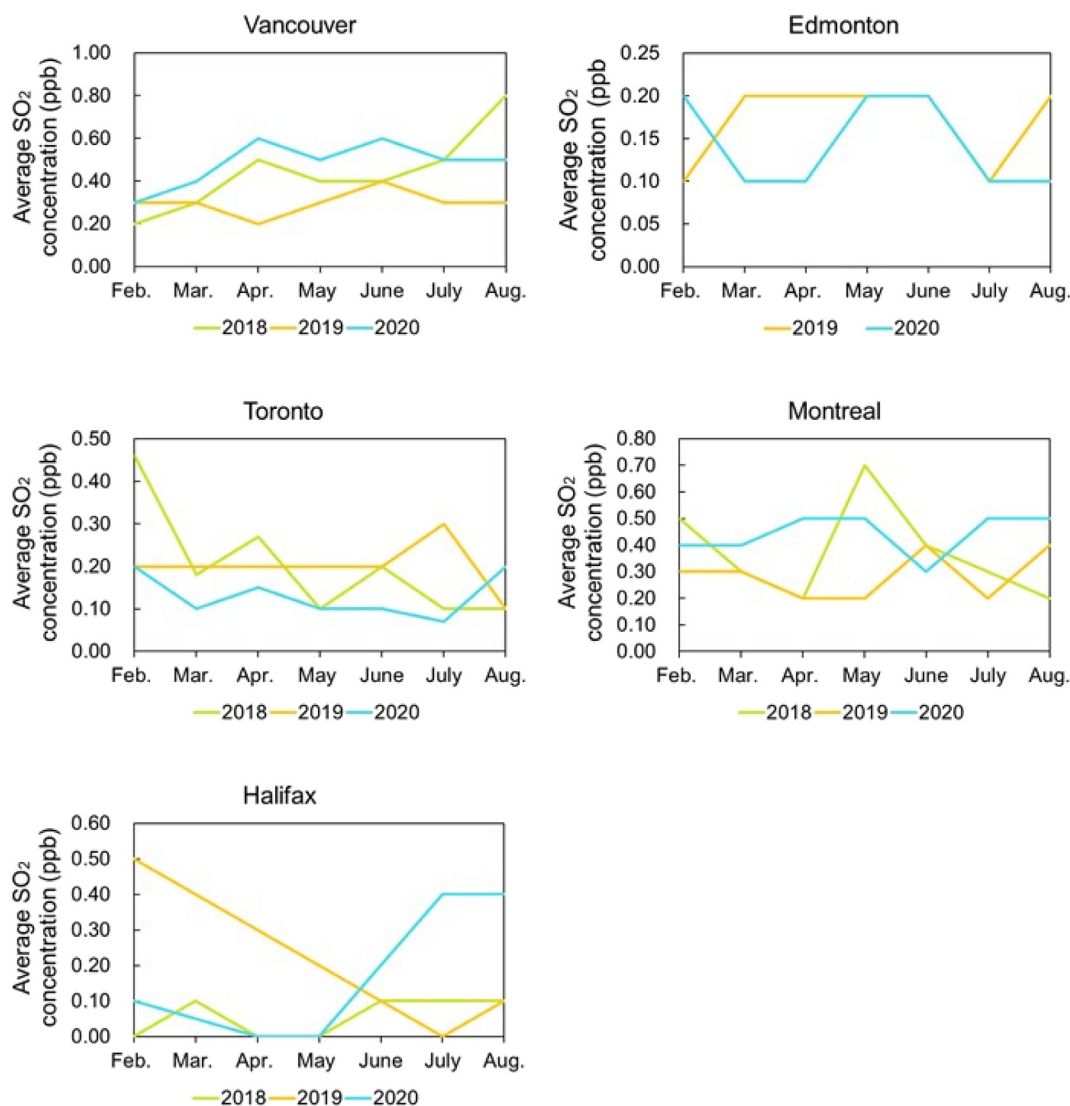 Vancouver
Average SO₂
concentration (ppb)
1.00
0.80
0.60
0.40
0.20
0.00
Feb. Mar. Apr. May June July Aug.
2018 2019 2020
Edmonton
Average SO₂
concentration (ppb
0.25
0.20
0.15
0.10
0.05
0.00
Feb. Mar. Apr. May June July Aug.
2019 2020
Toronto
Average SO₂
concentration (ppb)
0.50
0.40
0.30
0.20
0.10
0.00
Feb. Mar. Apr. May June July Aug.
2018 2019 2020
Montreal
Average SO₂
concentration (ppb)
0.80
0.70
0.60
0.50
0.40
0.30
0.20
0.10
0.00
Feb. Mar. Apr. May June July Aug.
2018 2019 2020
Halifax
Average SO₂
concentration (ppb)
0.60
0.50
0.40
0.30
0.20
0.10
0.00
Feb. Mar. Apr. May June July Aug.
2018 2019 2020